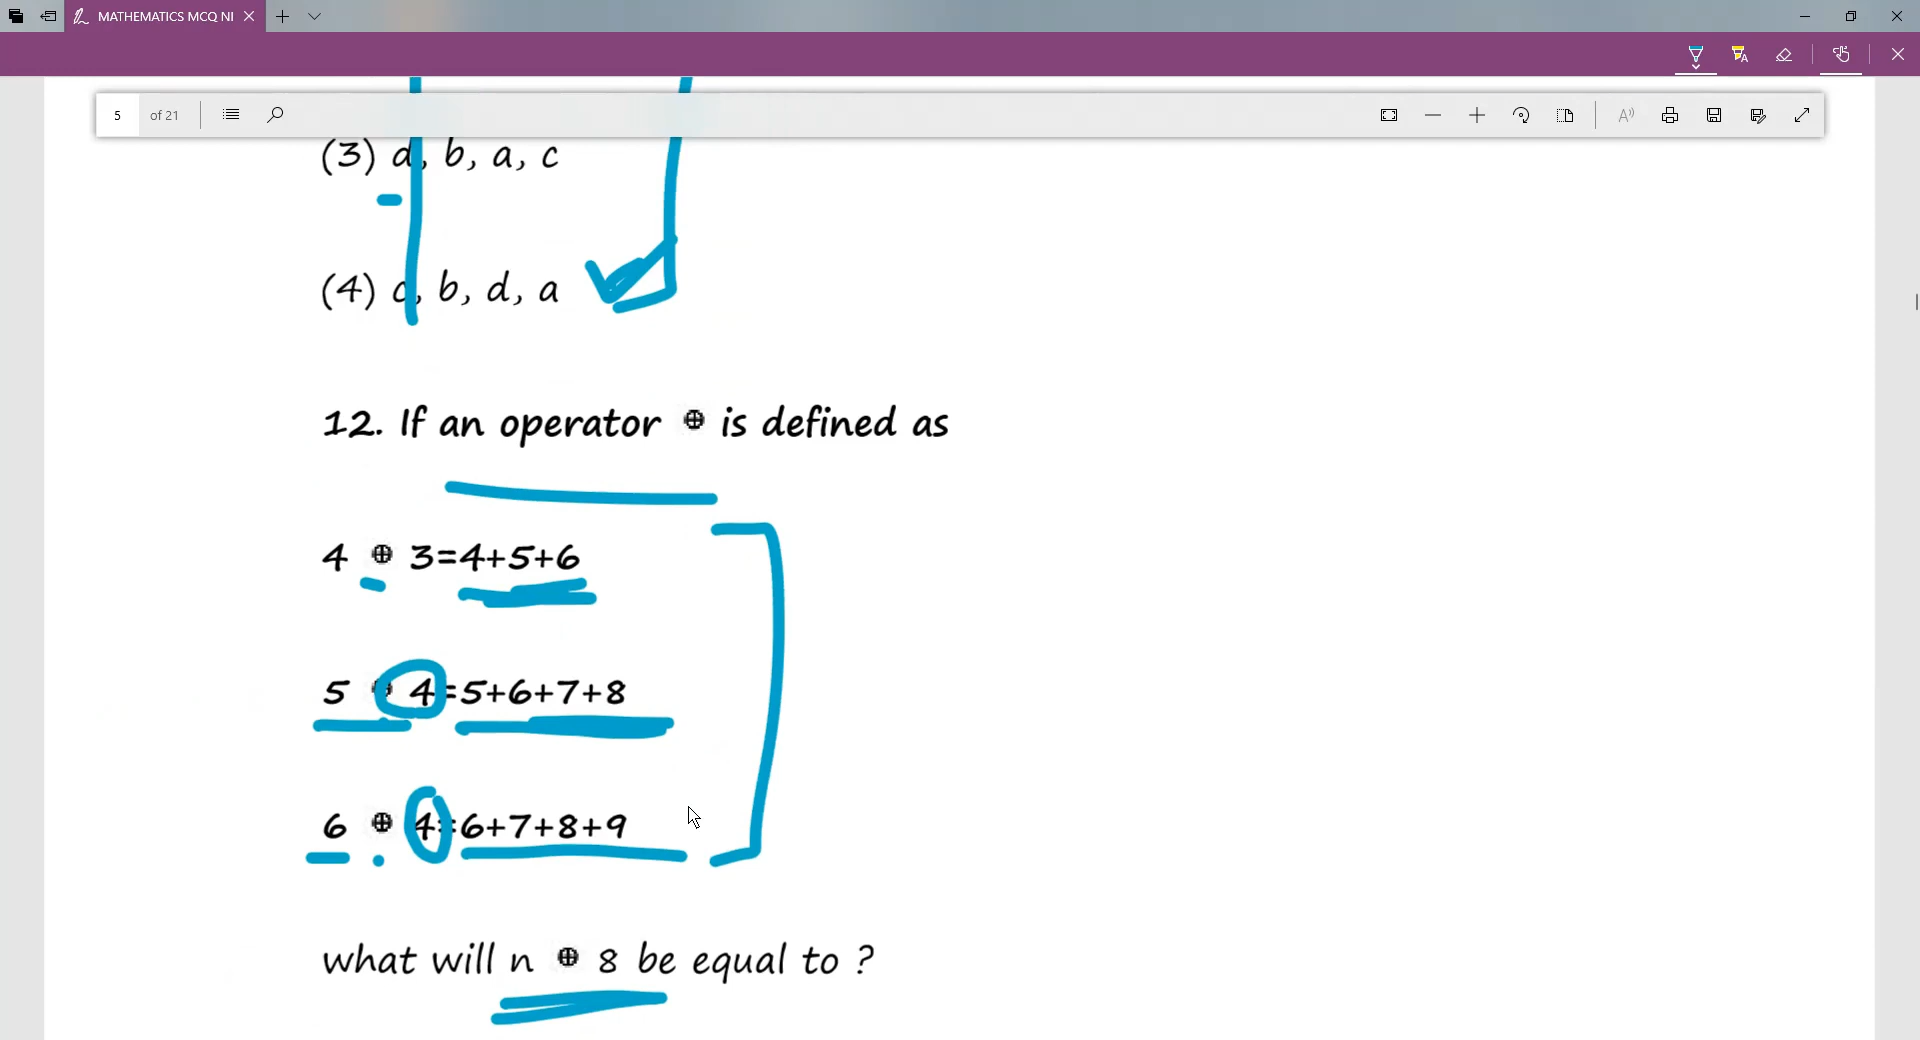 MATHEMATICS MCQ NI
5 of 21
(3) d, b, a, c
(4) c, b, d, a
12. If an operator ⊕ is defined as
4 ⊕ 3=4+5+6
5 ⊕ 4=5+6+7+8
6 ⊕ 4=6+7+8+9
what will n ⊕ 8 be equal to ?